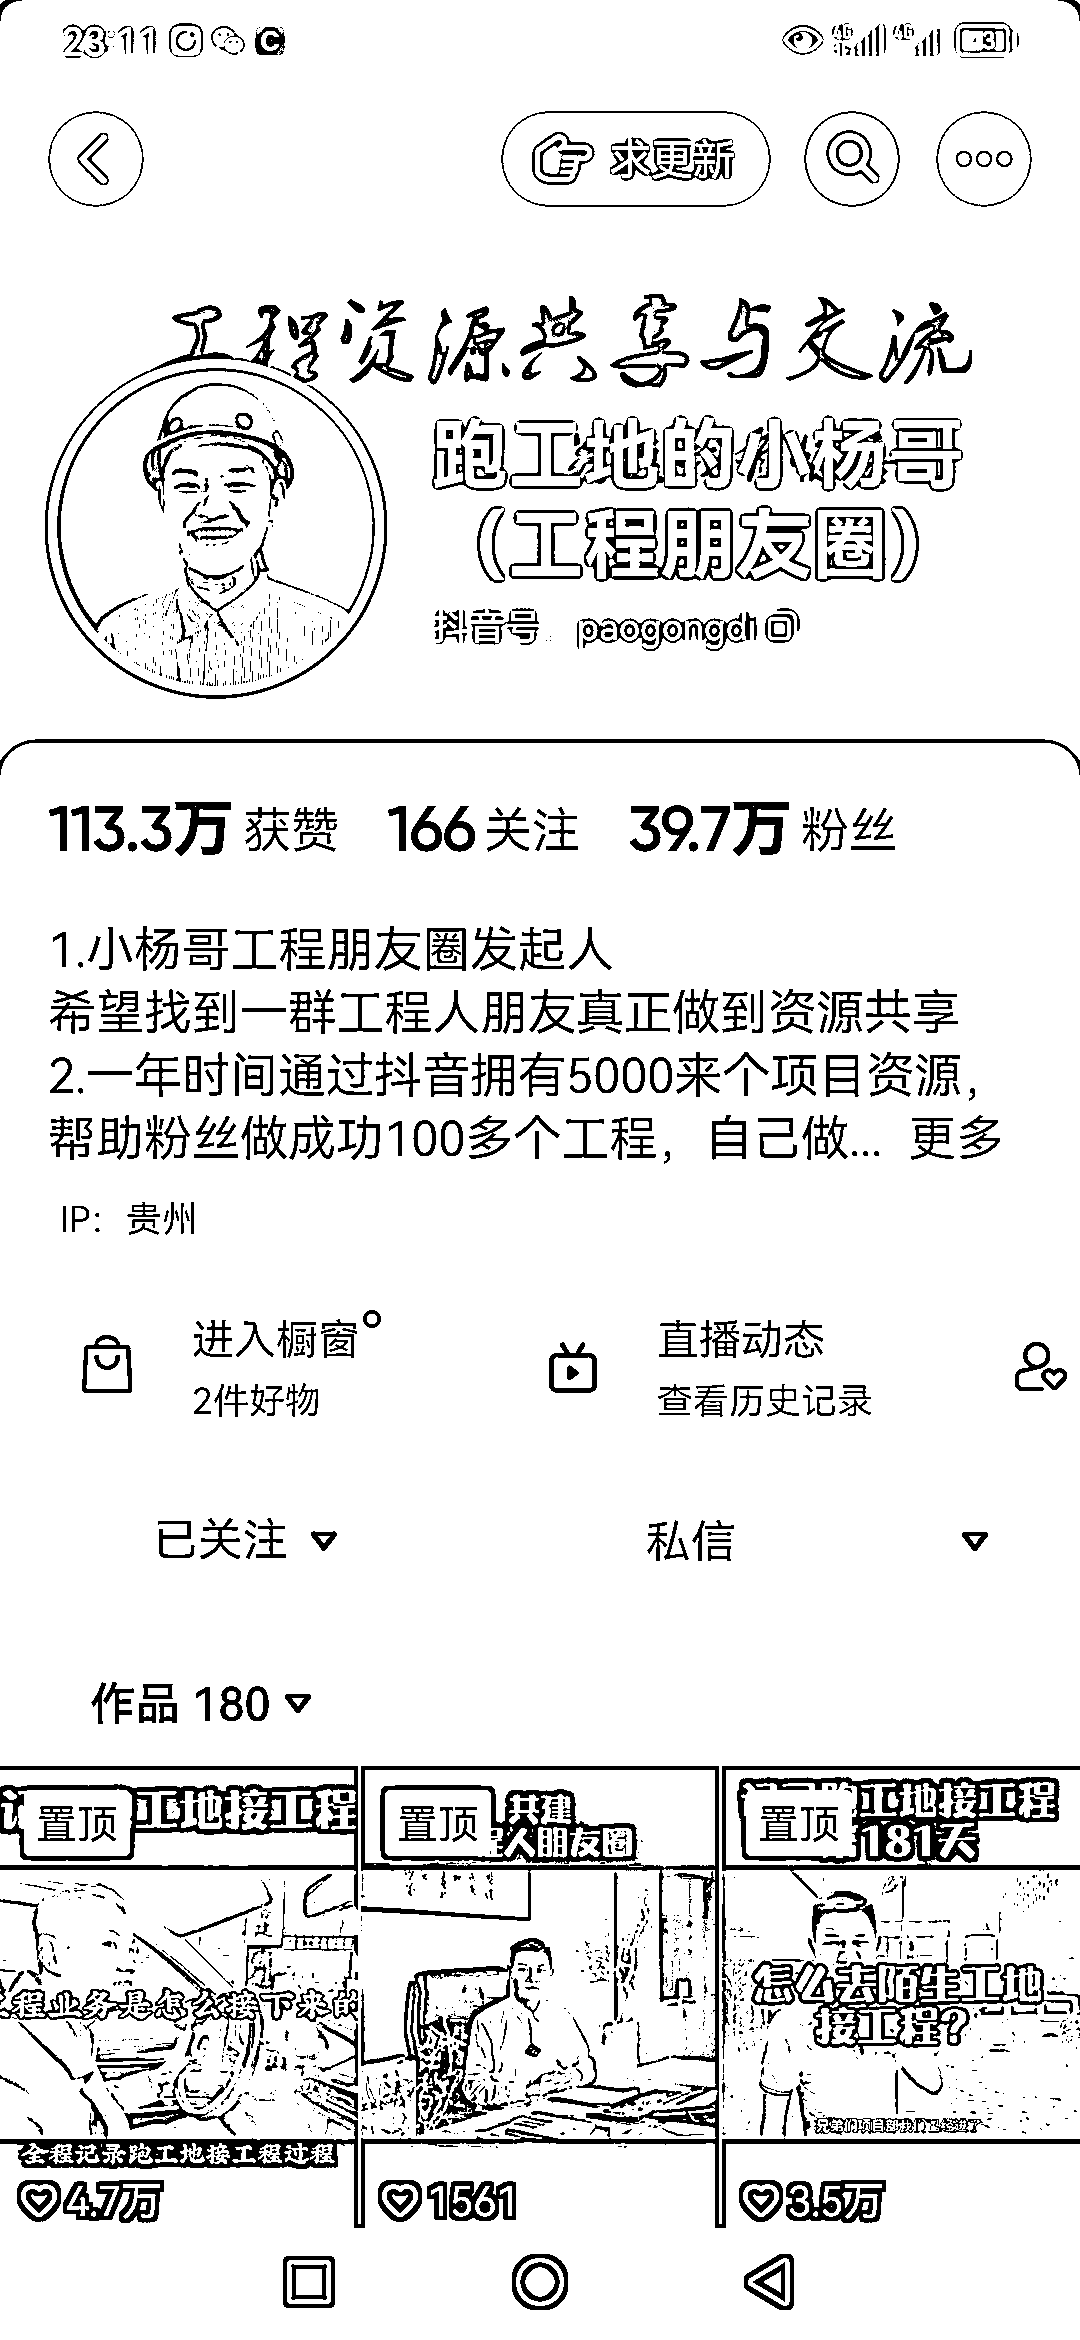 23:11
求更新
工程资源共享与交流
跑工地的小杨哥
（工程朋友圈）
抖音号：paogongdi
113.3万 获赞 166 关注 39.7万 粉丝
1.小杨哥工程朋友圈发起人
希望找到一群工程人朋友真正做到资源共享
2.一年时间通过抖音拥有5000来个项目资源，
帮助粉丝做成功100多个工程，自己做... 更多
IP：贵州
进入橱窗
2件好物
直播动态
查看历史记录
已关注
私信
作品 180
置顶
工地接工程
程业务是怎么接下来的
全程记录跑工地接工程过程
4.7万
置顶
共建
程人朋友圈
1561
置顶
工地接工程
181天
怎么去陌生工地
接工程？
3.5万